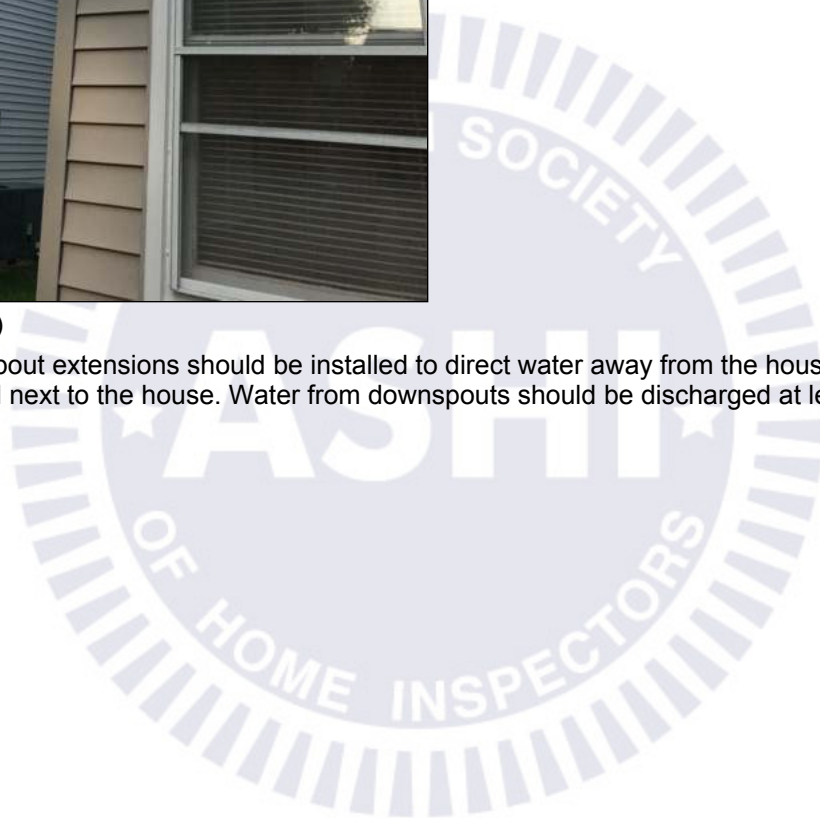 )
out extensions should be installed to direct water away from the hous
next to the house. Water from downspouts should be discharged at le
SOCIETY
★ ASHI ★
OF HOME INSPECTORS